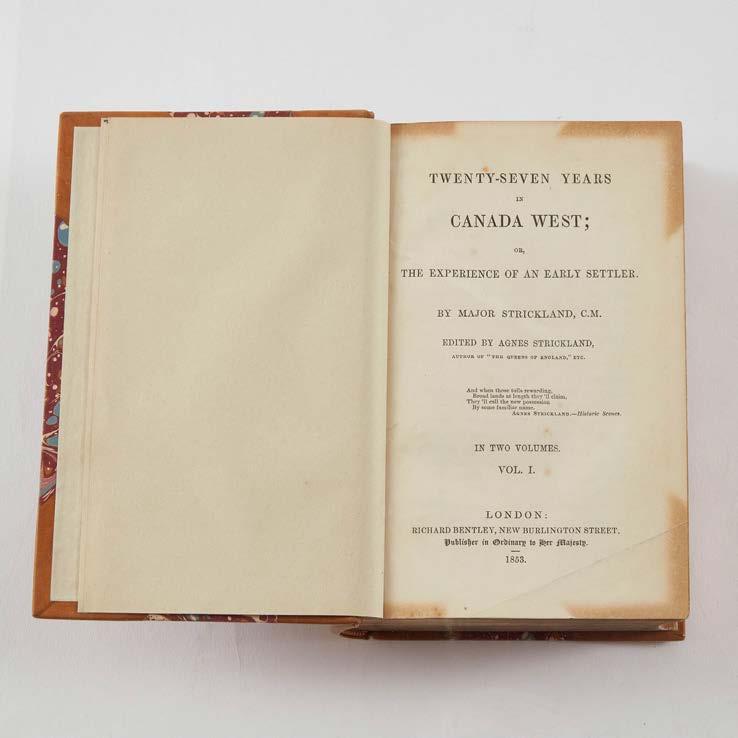 TWENTY-SEVEN YEARS
IN
CANADA WEST;
OR,
THE EXPERIENCE OF AN EARLY SETTLER.
BY MAJOR STRICKLAND, C.M.
EDITED BY AGNES STRICKLAND,
AUTHOR OF "THE QUEENS OF ENGLAND," ETC.
And when those toils rewarding,
Broad lands at length they 'll claim,
They 'll call the new possession
By some familiar name.
AGNES STRICKLAND.—Historic Scenes.
IN TWO VOLUMES.
VOL. I.
LONDON:
RICHARD BENTLEY, NEW BURLINGTON STREET,
Publisher in Ordinary to Her Majesty.
1853.